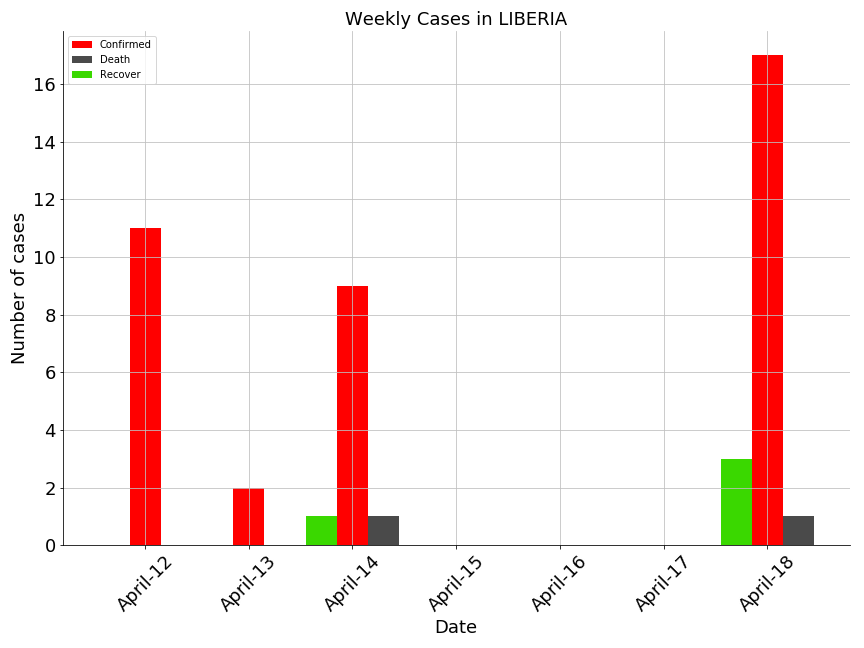 Weekly Cases in LIBERIA
Confirmed
Death
Recover
Number of cases
16
14
12
10
8
6
4
2
0
April-12
April-13
April-14
April-15
April-16
April-17
April-18
Date